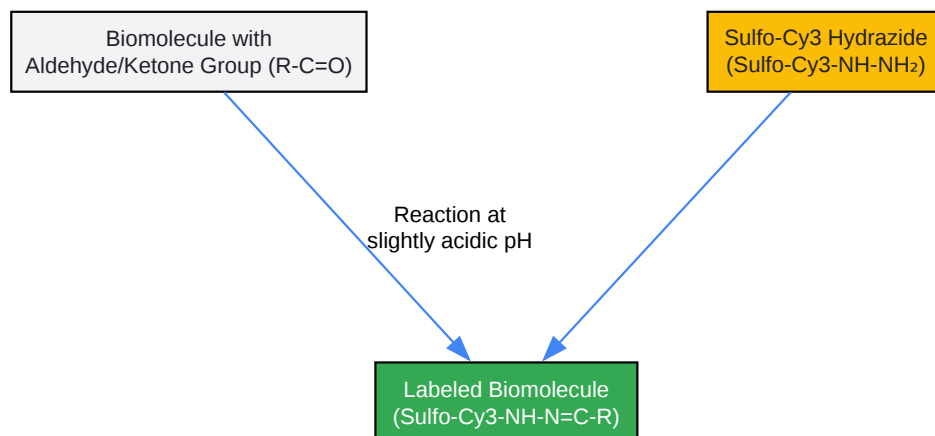 Biomolecule with
Aldehyde/Ketone Group (R-C=O)
Sulfo-Cy3 Hydrazide
(Sulfo-Cy3-NH-NH₂)
Reaction at
slightly acidic pH
Labeled Biomolecule
(Sulfo-Cy3-NH-N=C-R)